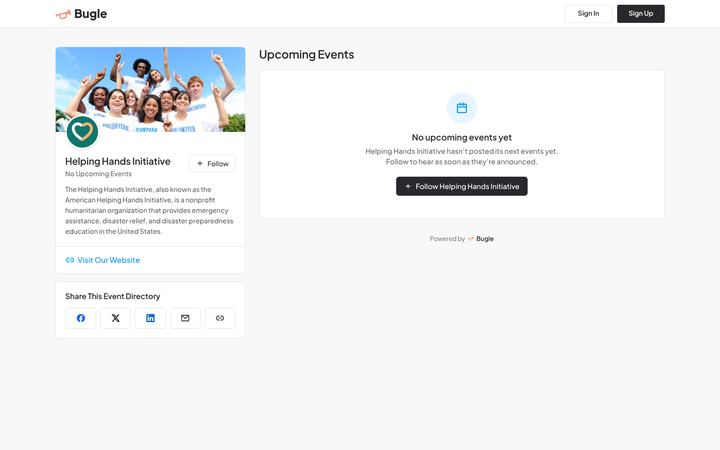 Bugle
Sign In
Sign Up
Helping Hands Initiative
Follow
No Upcoming Events
The Helping Hands Initiative, also known as the
American Helping Hands Initiative, is a nonprofit
humanitarian organization that provides emergency
assistance, disaster relief, and disaster preparedness
education in the United States.
Visit Our Website
Share This Event Directory
Upcoming Events
No upcoming events yet
Helping Hands Initiative hasn't posted its next events yet.
Follow to hear as soon as they're announced.
Follow Helping Hands Initiative
Powered by Bugle